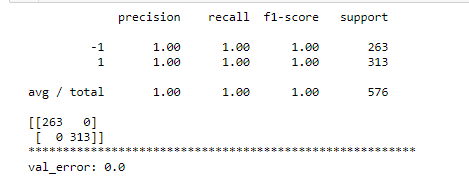 precision recall f1-score support
-1 1.00 1.00 1.00 263
1 1.00 1.00 1.00 313
avg / total 1.00 1.00 1.00 576
[[263 0]
[ 0 313]]
********************************************************
val_error: 0.0